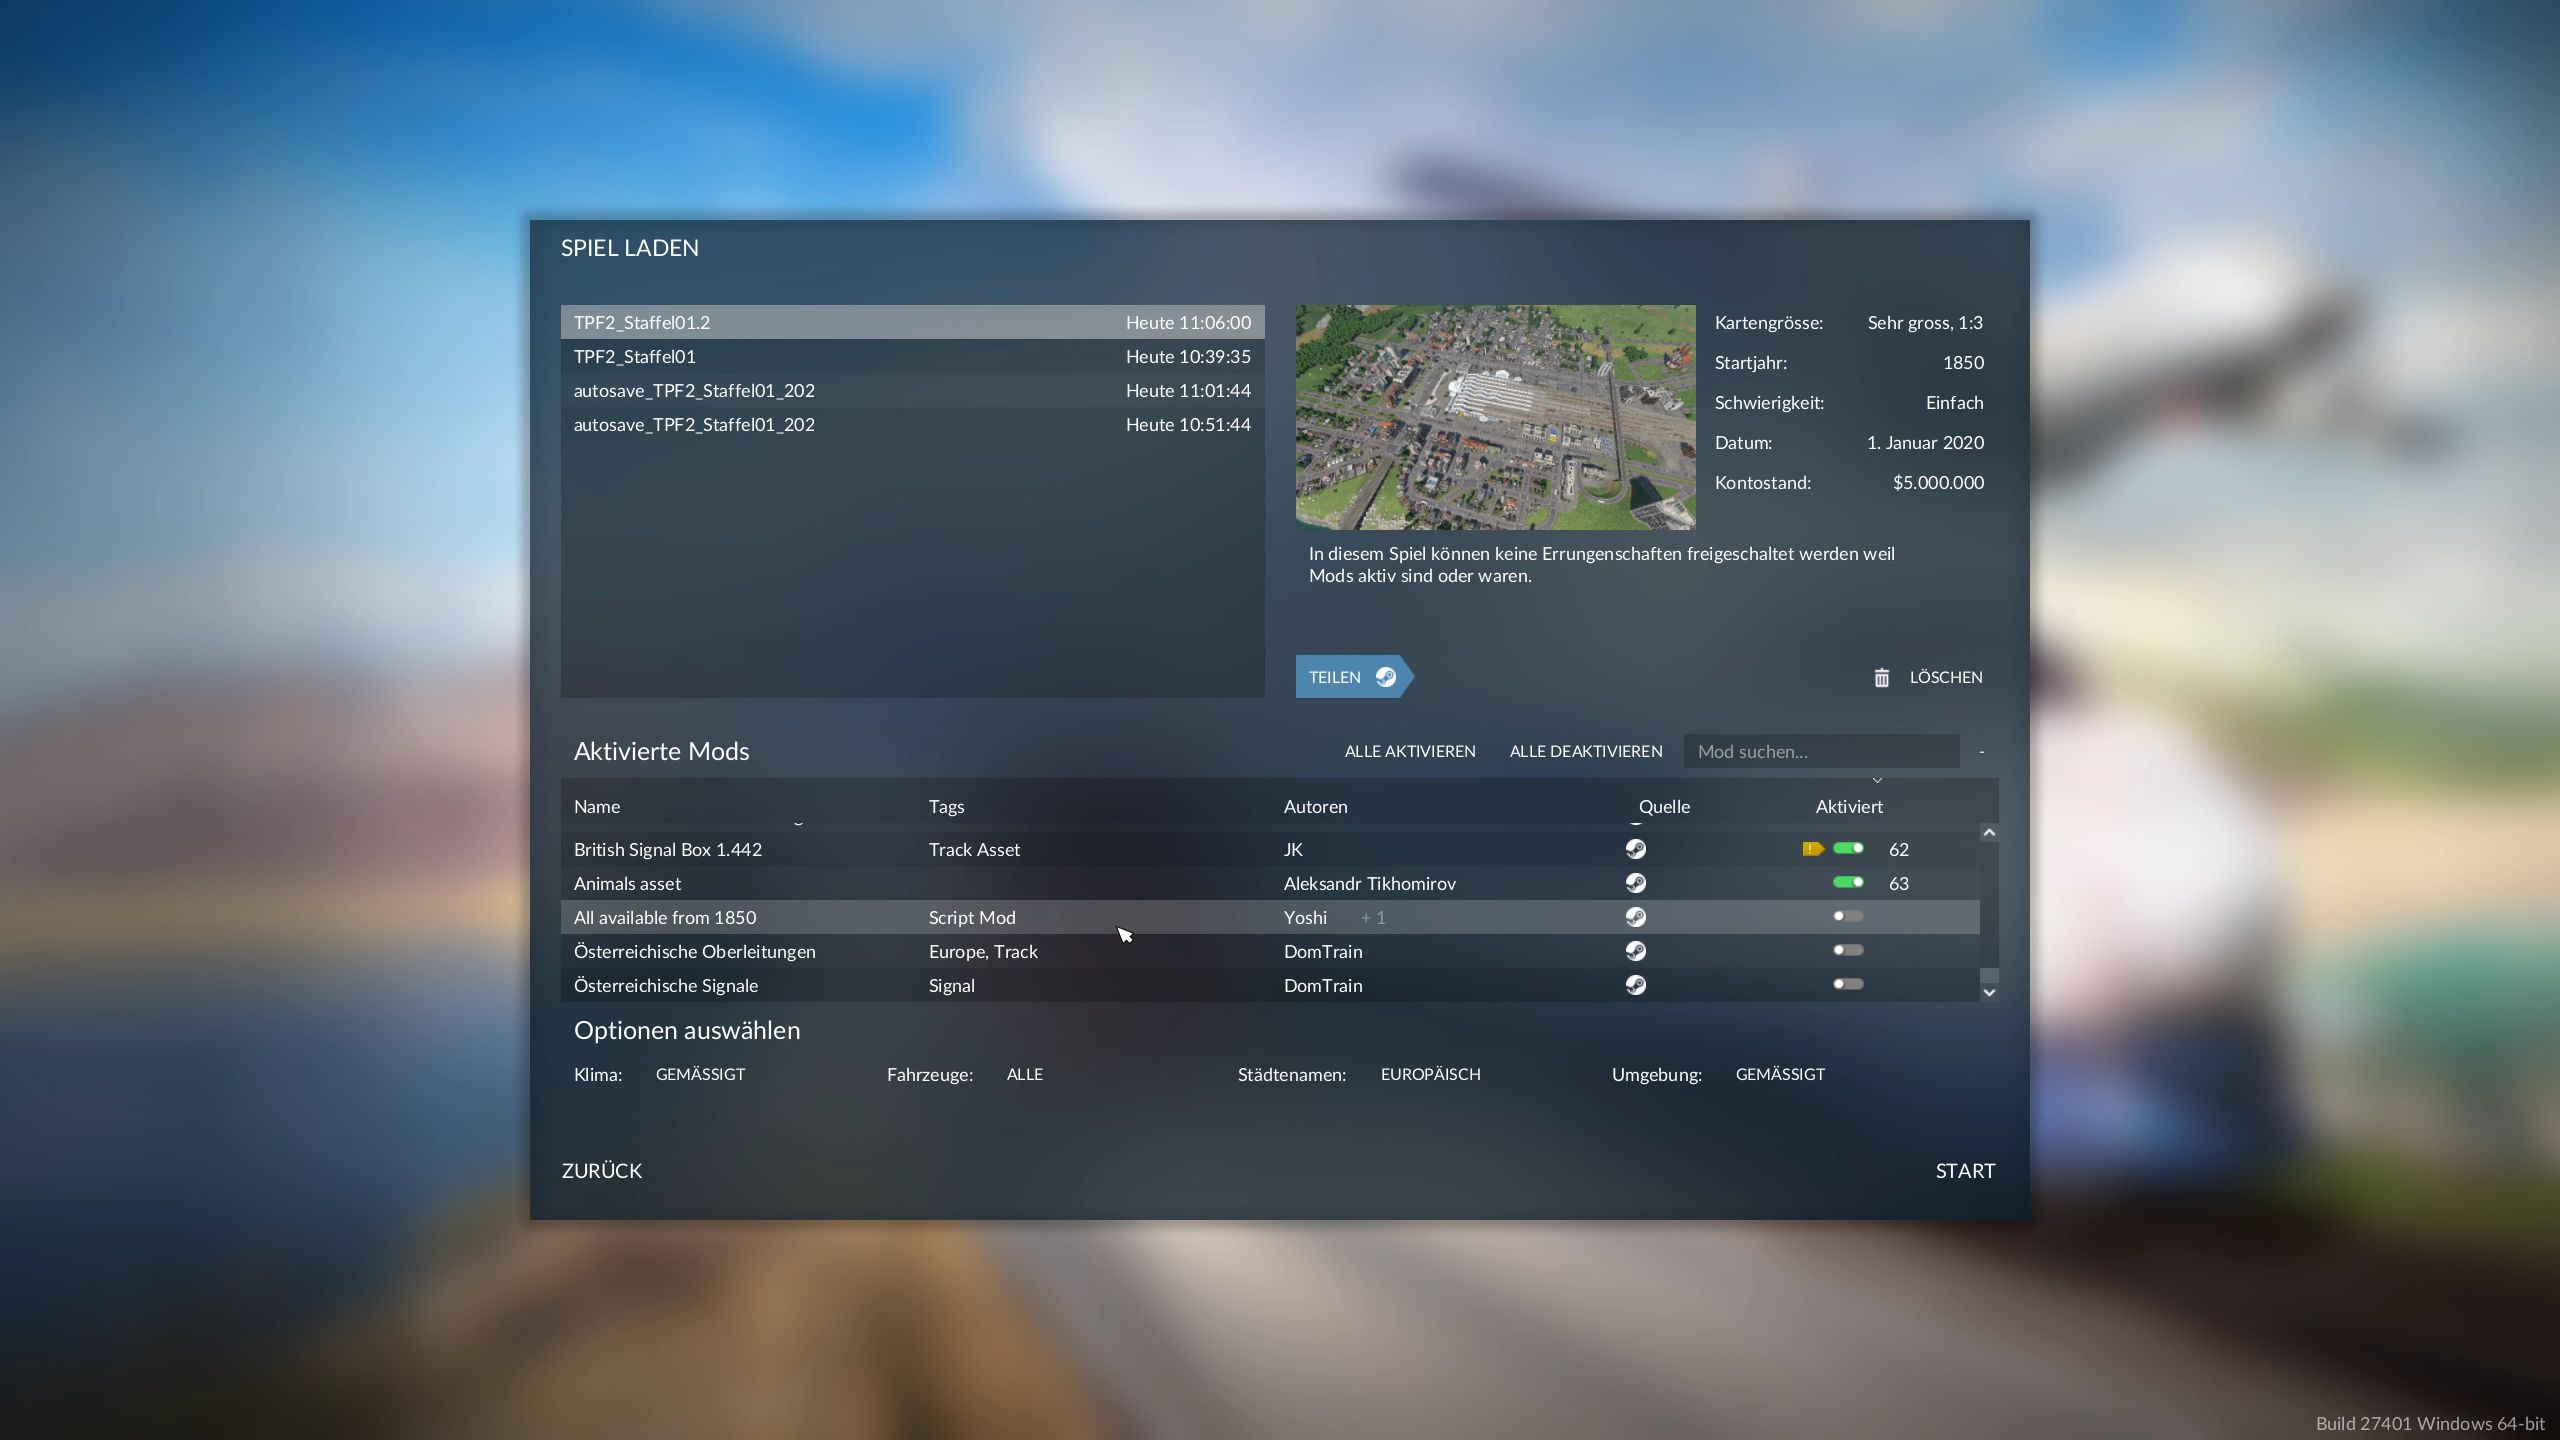 SPIEL LADEN
TPF2_Staffel01.2 Heute 11:06:00
TPF2_Staffel01 Heute 10:39:35
autosave_TPF2_Staffel01_202 Heute 11:01:44
autosave_TPF2_Staffel01_202 Heute 10:51:44
Kartengrösse: Sehr gross, 1:3
Startjahr: 1850
Schwierigkeit: Einfach
Datum: 1. Januar 2020
Kontostand: $5.000.000
In diesem Spiel können keine Errungenschaften freigeschaltet werden weil
Mods aktiv sind oder waren.
TEILEN LÖSCHEN
Aktivierte Mods ALLE AKTIVIEREN ALLE DEAKTIVIEREN Mod suchen... -
Name Tags Autoren Quelle Aktiviert
British Signal Box 1.442 Track Asset JK ! 62
Animals asset Aleksandr Tikhomirov 63
All available from 1850 Script Mod Yoshi + 1
Österreichische Oberleitungen Europe, Track DomTrain
Österreichische Signale Signal DomTrain
Optionen auswählen
Klima: GEMÄSSIGT Fahrzeuge: ALLE Städtenamen: EUROPÄISCH Umgebung: GEMÄSSIGT
ZURÜCK START
Build 27401 Windows 64-bit